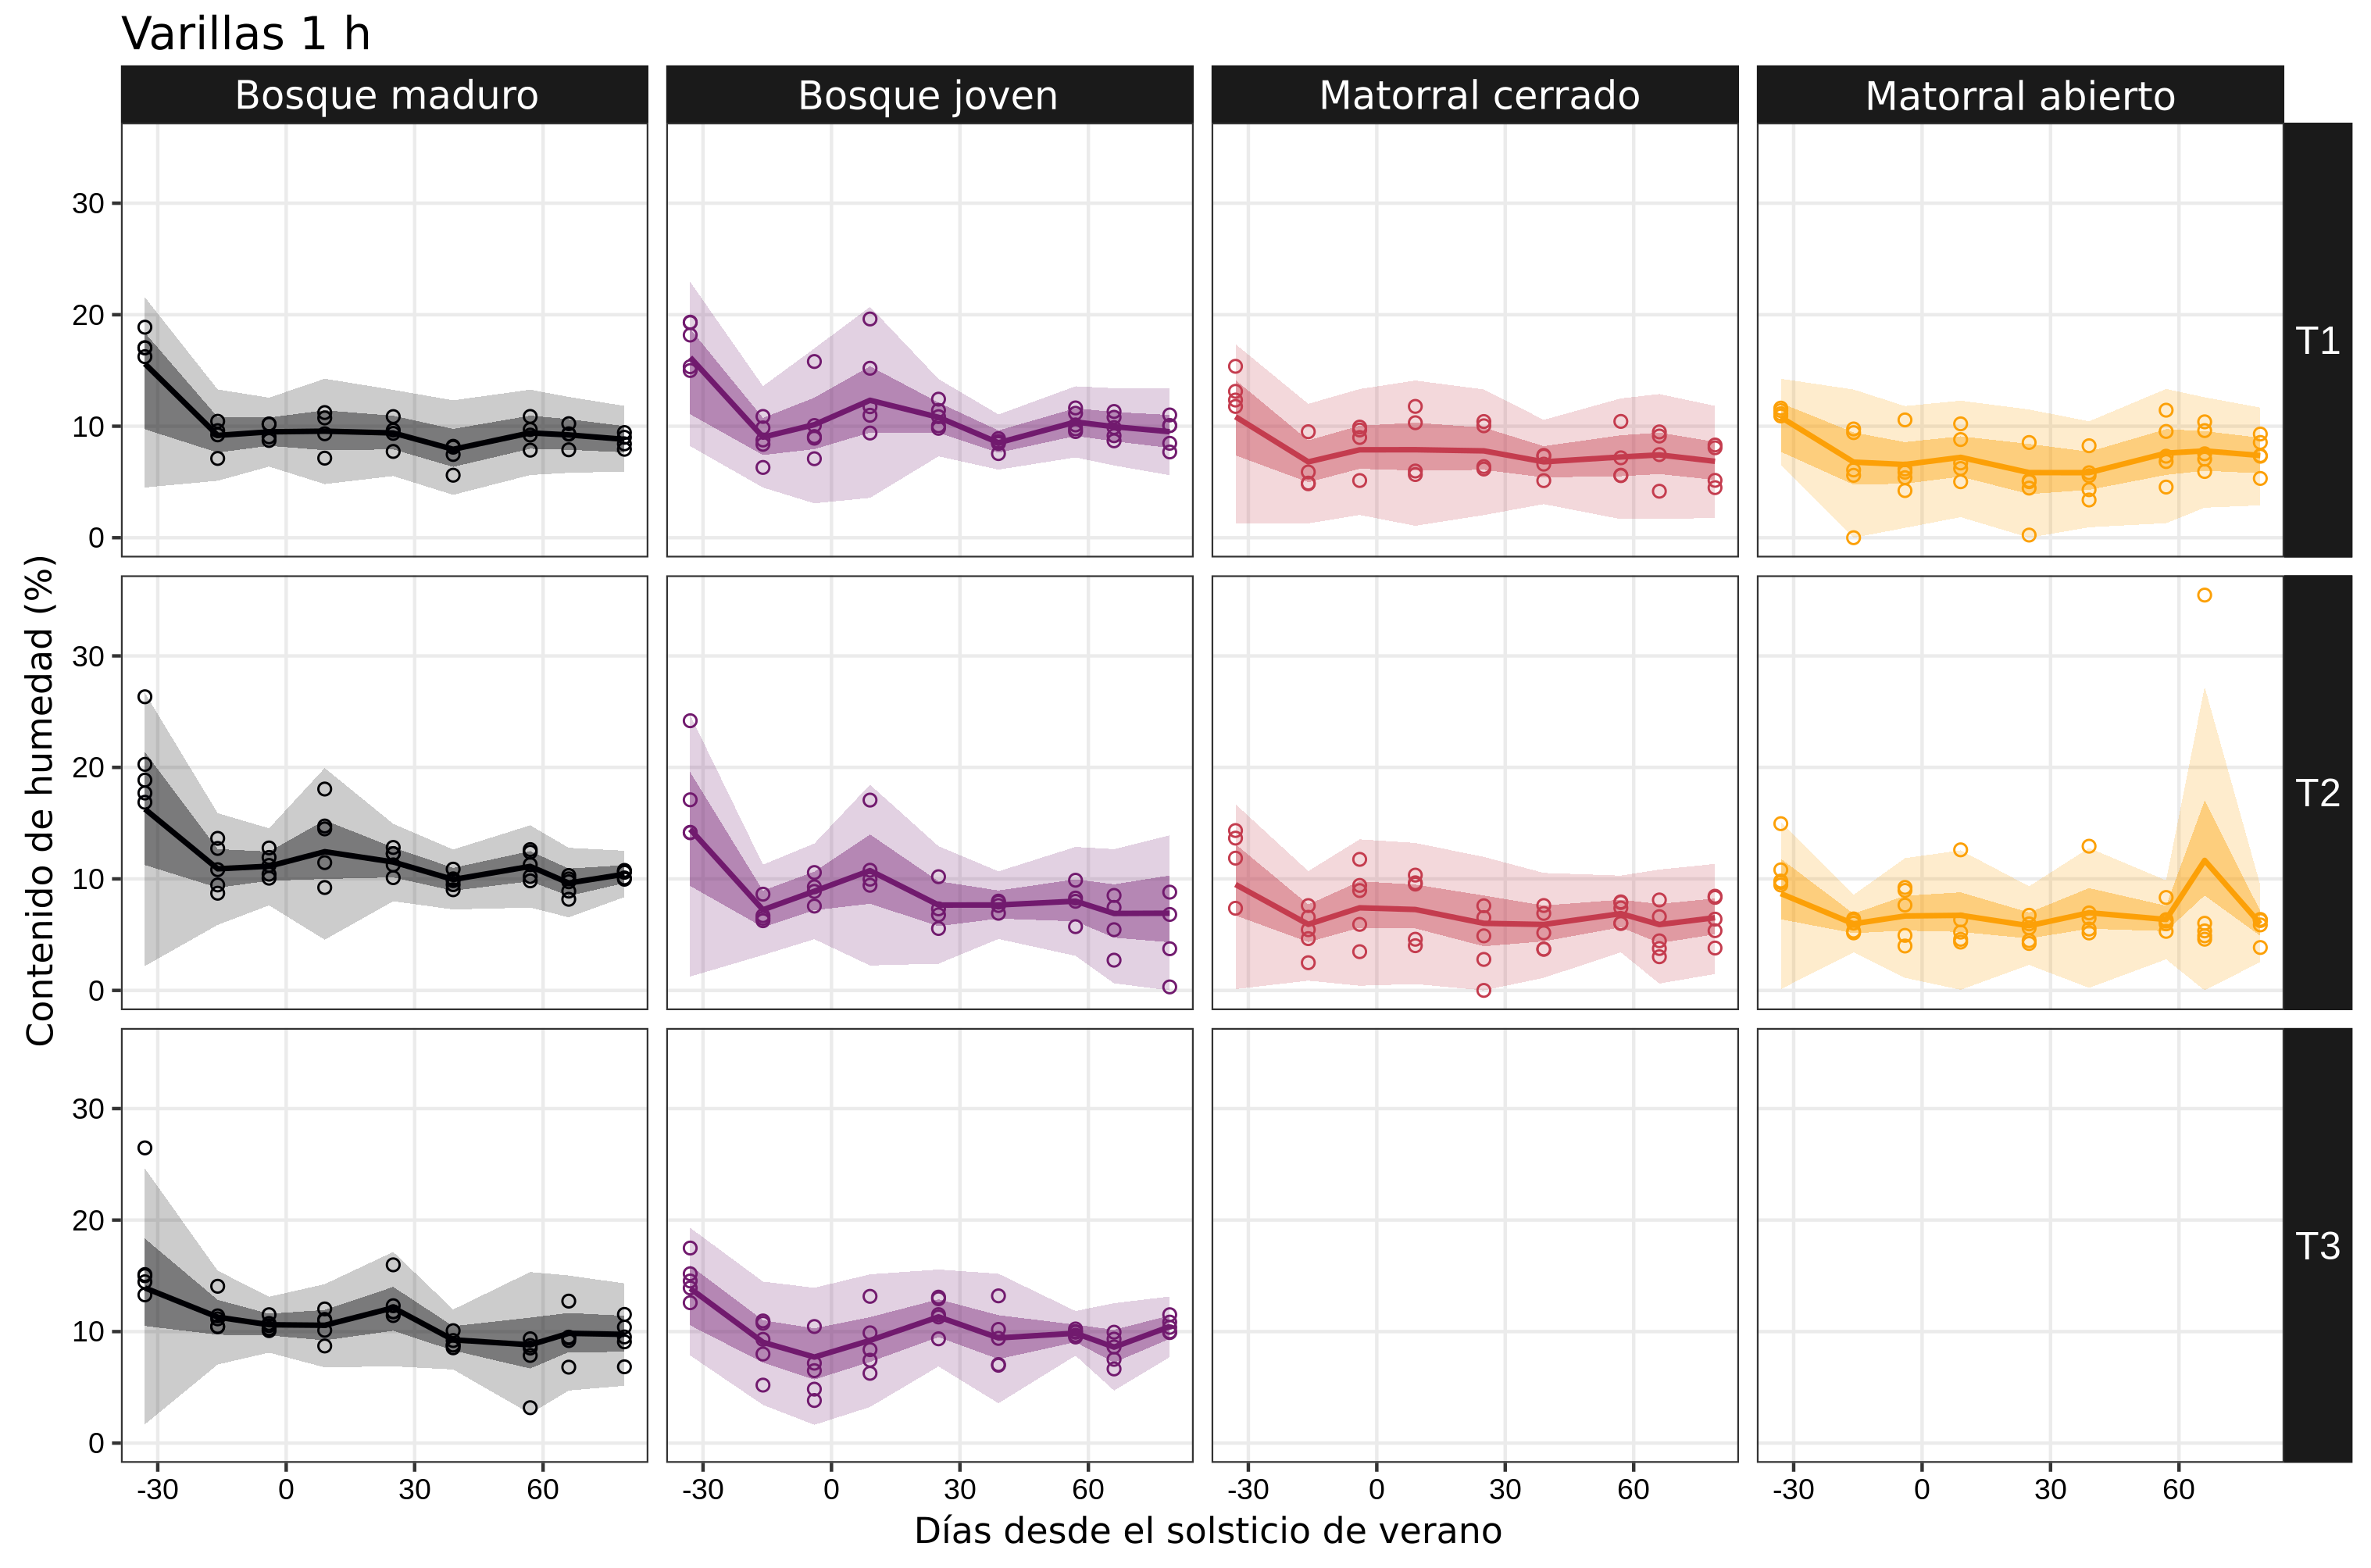 Varillas 1 h
Bosque maduro
Bosque joven
Matorral cerrado
Matorral abierto
30
20
10
0
T1
30
20
10
0
T2
30
20
10
0
T3
Contenido de humedad (%)
-30 0 30 60
-30 0 30 60
-30 0 30 60
-30 0 30 60
Días desde el solsticio de verano